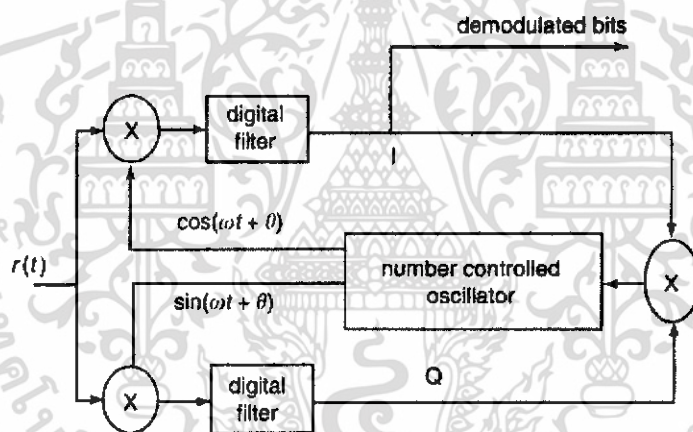 demodulated bits
X
digital
filter
I
cos(ωt + θ)
r(t)
number controlled
oscillator
X
sin(ωt + θ)
X
digital
filter
Q